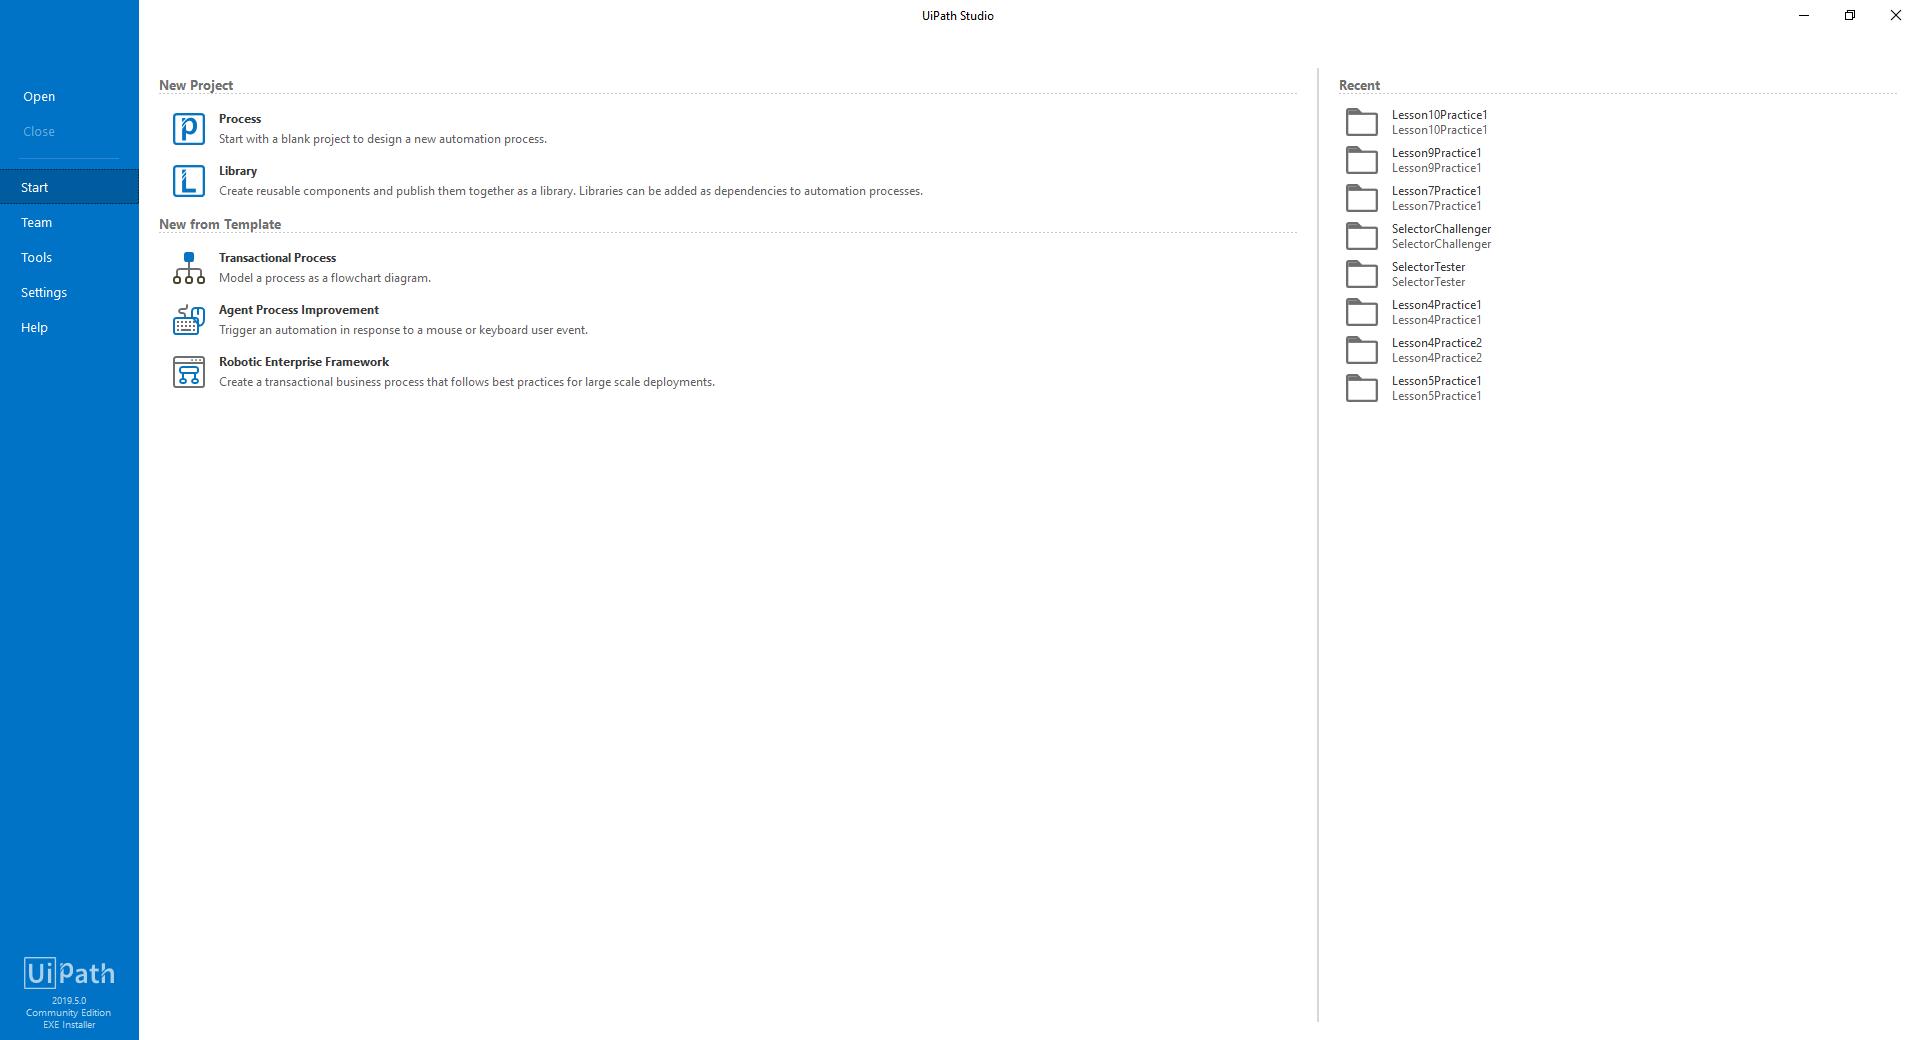 UiPath Studio
Open
Close
Start
Team
Tools
Settings
Help
UiPath
2019.5.0
Community Edition
EXE Installer
New Project
Process
Start with a blank project to design a new automation process.
Library
Create reusable components and publish them together as a library. Libraries can be added as dependencies to automation processes.
New from Template
Transactional Process
Model a process as a flowchart diagram.
Agent Process Improvement
Trigger an automation in response to a mouse or keyboard user event.
Robotic Enterprise Framework
Create a transactional business process that follows best practices for large scale deployments.
Recent
Lesson10Practice1
Lesson10Practice1
Lesson9Practice1
Lesson9Practice1
Lesson7Practice1
Lesson7Practice1
SelectorChallenger
SelectorChallenger
SelectorTester
SelectorTester
Lesson4Practice1
Lesson4Practice1
Lesson4Practice2
Lesson4Practice2
Lesson5Practice1
Lesson5Practice1